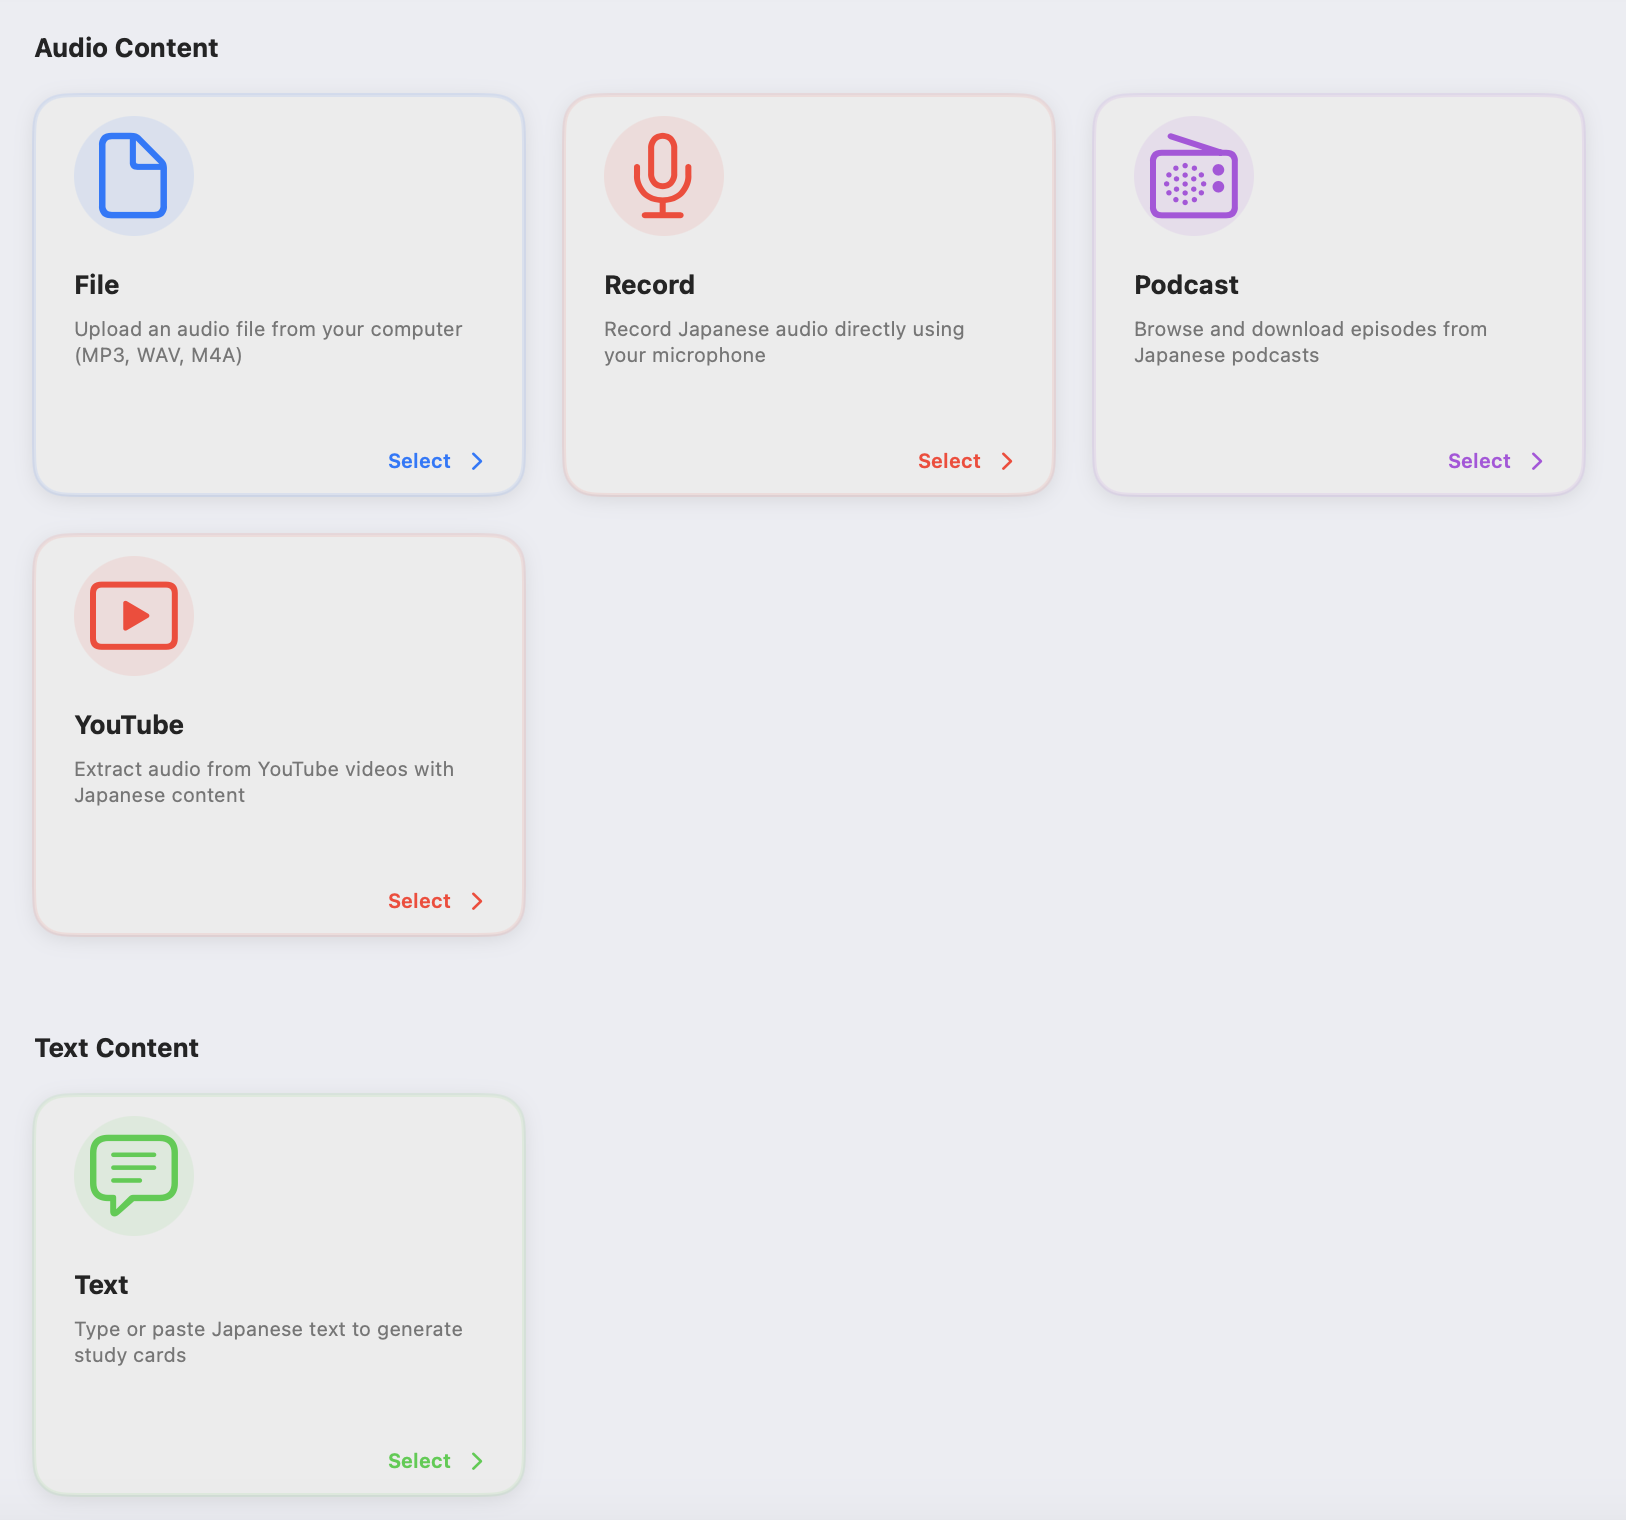 Audio Content
File
Upload an audio file from your computer
(MP3, WAV, M4A)
Select
Record
Record Japanese audio directly using
your microphone
Select
Podcast
Browse and download episodes from
Japanese podcasts
Select
YouTube
Extract audio from YouTube videos with
Japanese content
Select
Text Content
Text
Type or paste Japanese text to generate
study cards
Select